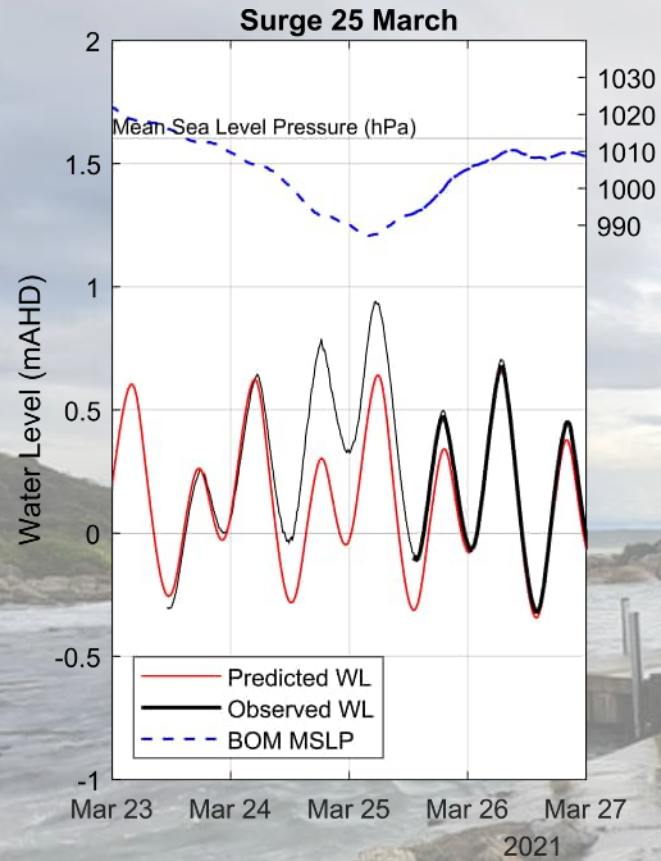 Surge 25 March
2
1.5
1
0.5
0
-0.5
-1
Water Level (mAHD)
Mean Sea Level Pressure (hPa)
1030
1020
1010
1000
990
Predicted WL
Observed WL
BOM MSLP
Mar 23 Mar 24 Mar 25 Mar 26 Mar 27
2021